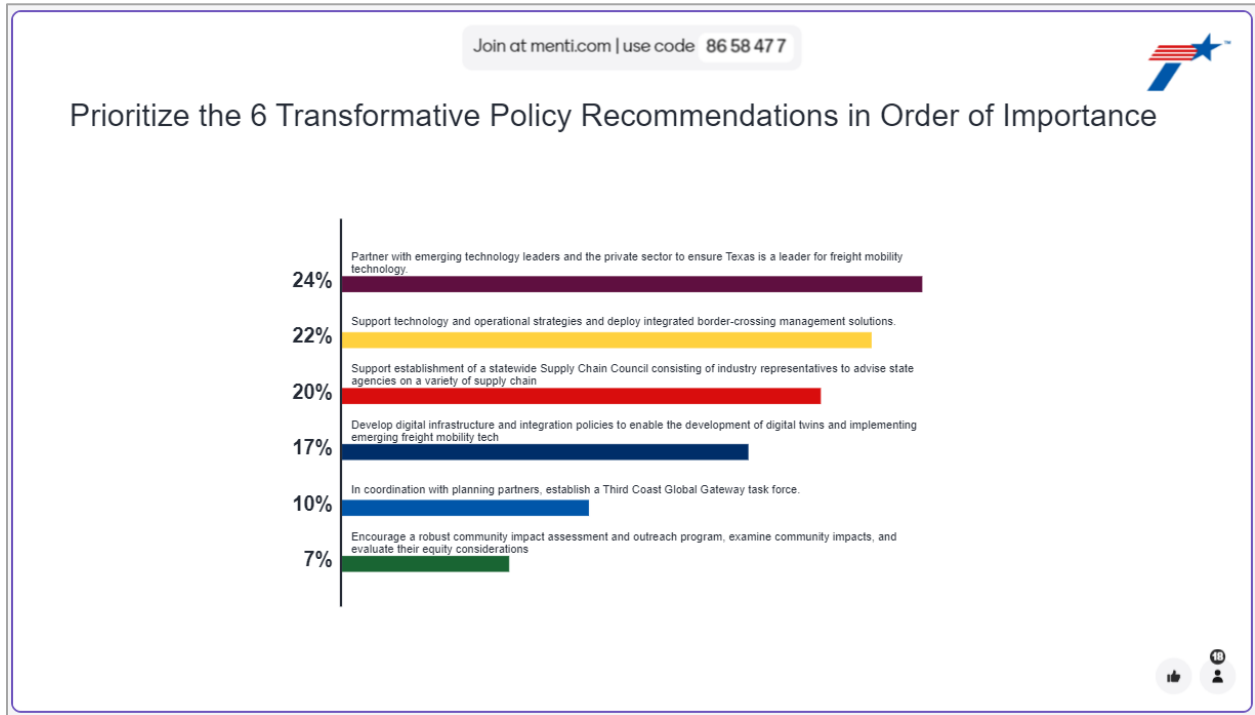 Join at menti.com | use code 86 58 47 7
TM
Prioritize the 6 Transformative Policy Recommendations in Order of Importance
Partner with emerging technology leaders and the private sector to ensure Texas is a leader for freight mobility
technology.
24%
Support technology and operational strategies and deploy integrated border-crossing management solutions.
22%
Support establishment of a statewide Supply Chain Council consisting of industry representatives to advise state
agencies on a variety of supply chain
20%
Develop digital infrastructure and integration policies to enable the development of digital twins and implementing
emerging freight mobility tech
17%
In coordination with planning partners, establish a Third Coast Global Gateway task force.
10%
Encourage a robust community impact assessment and outreach program, examine community impacts, and
evaluate their equity considerations
7%
18